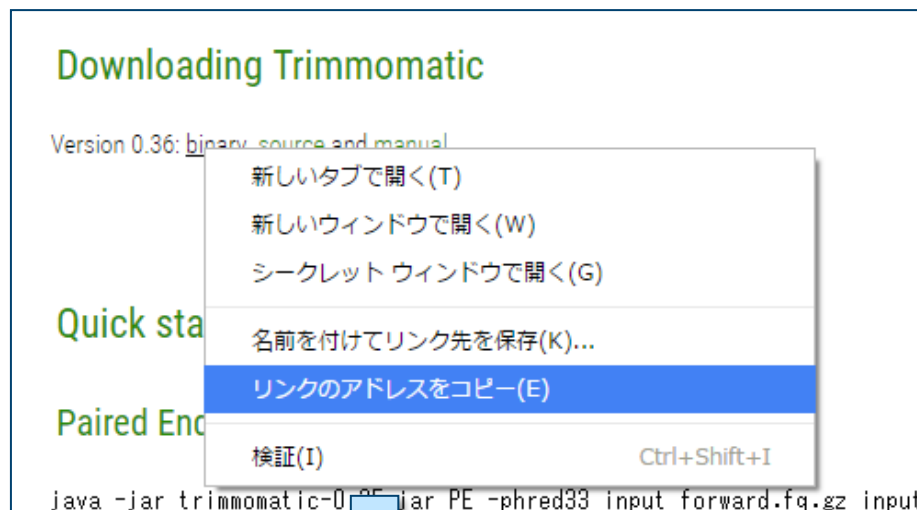 Downloading Trimmomatic
Version 0.36: binary, source and manual
新しいタブで開く(T)
新しいウィンドウで開く(W)
シークレット ウィンドウで開く(G)
Quick sta
名前を付けてリンク先を保存(K)...
リンクのアドレスをコピー(E)
Paired End
検証(I) Ctrl+Shift+I
java -jar trimmomatic-0 jar PE -phred33 input_forward.fq.gz input